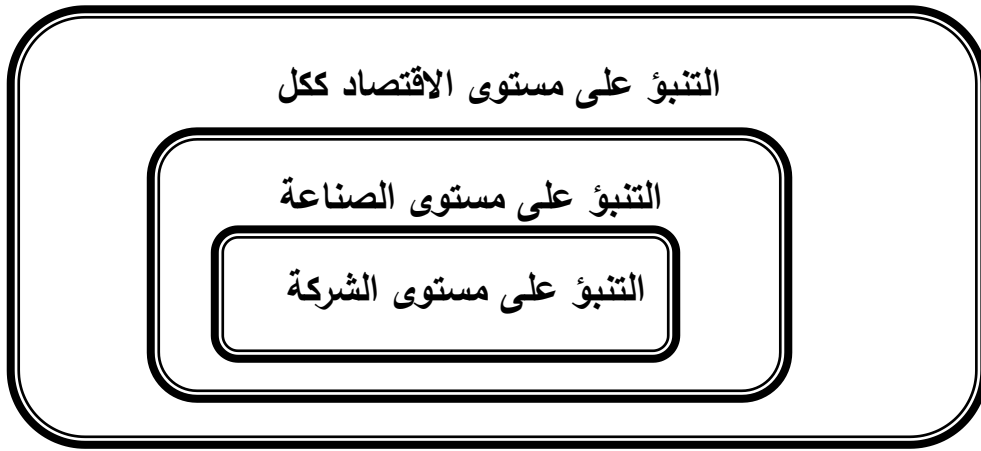 التنبؤ على مستوى الاقتصاد ككل
التنبؤ على مستوى الصناعة
التنبؤ على مستوى الشركة